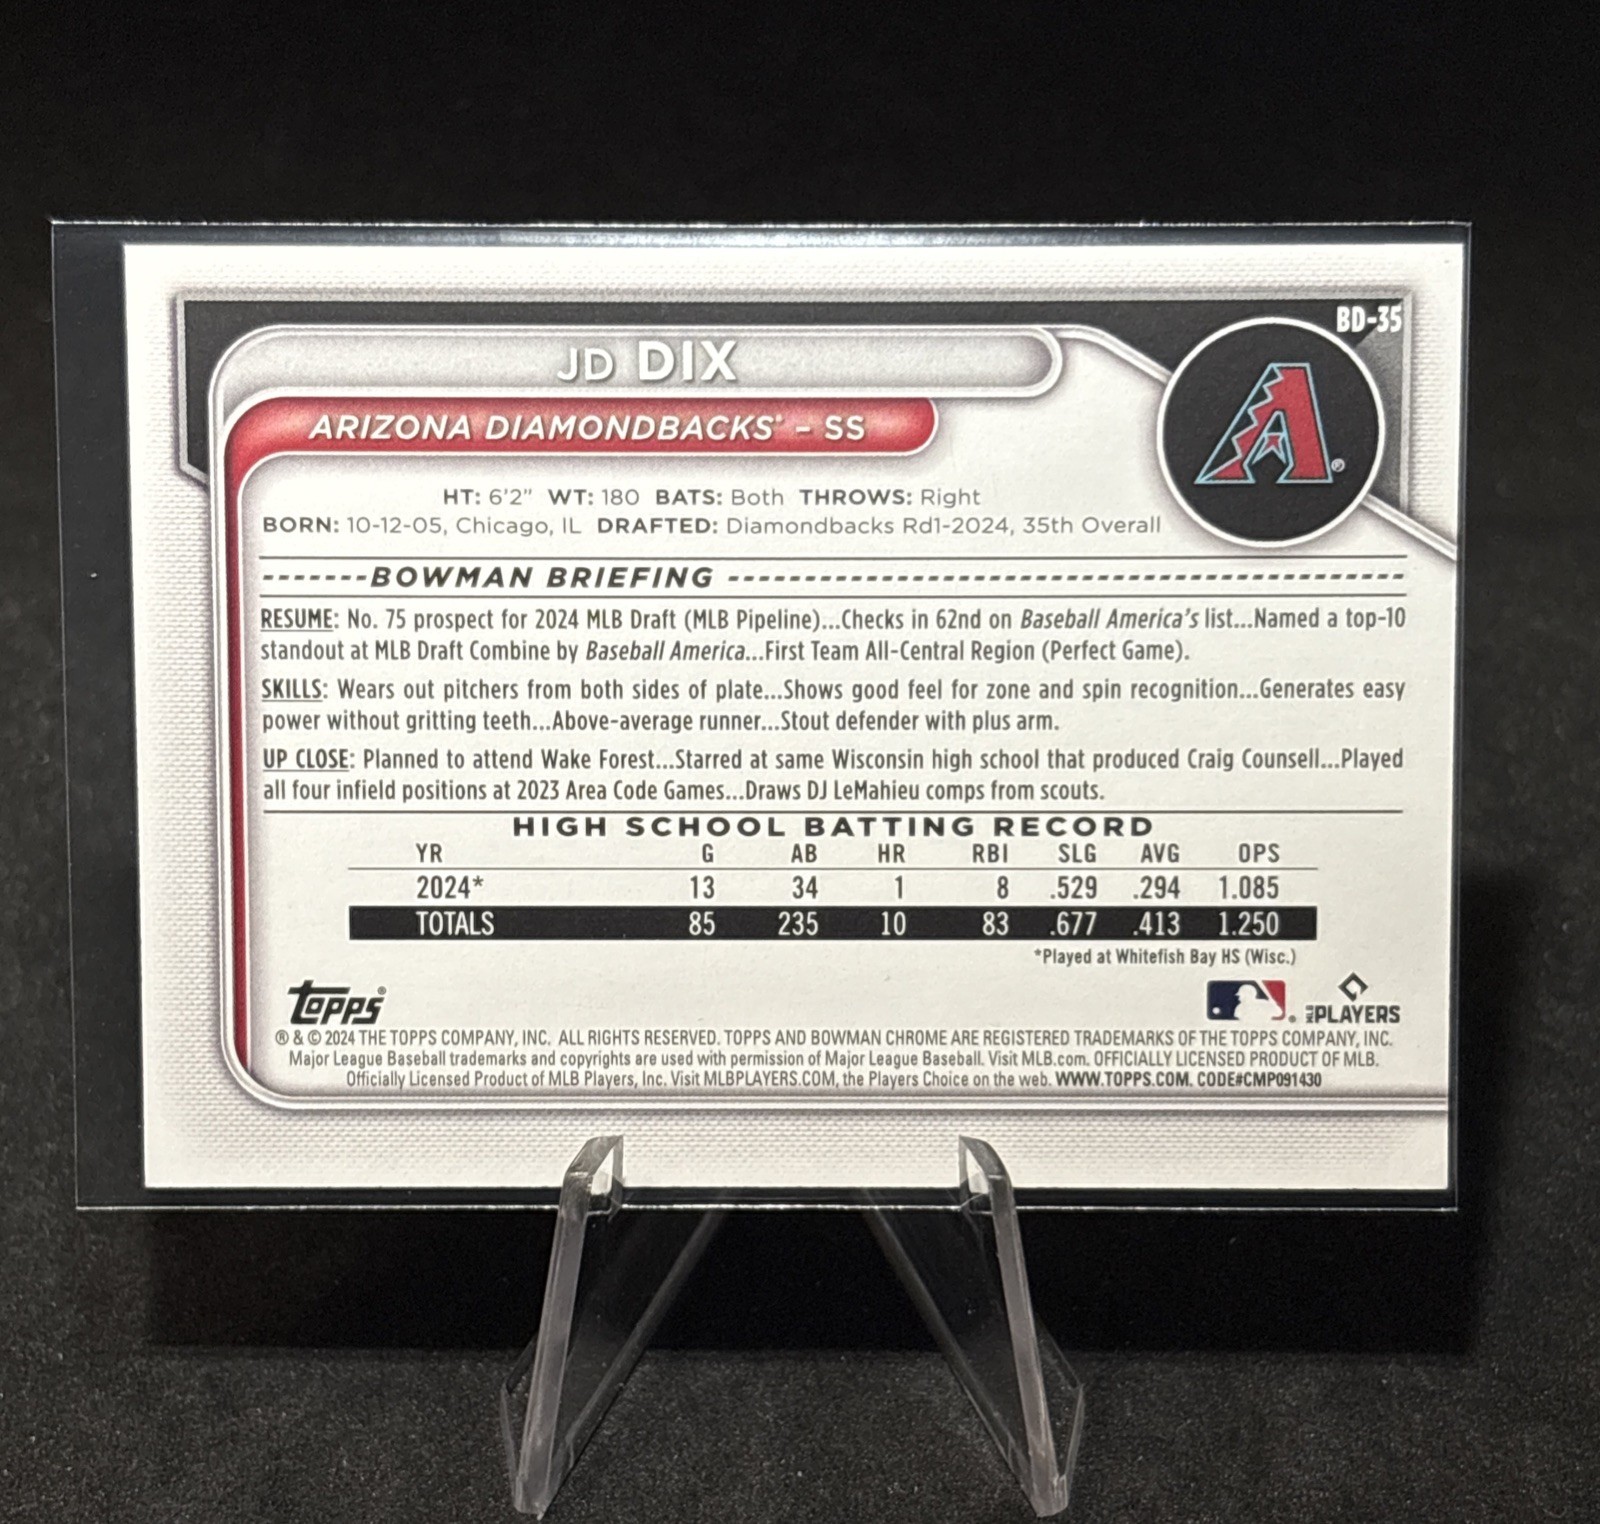 BD-35
JD DIX
ARIZONA DIAMONDBACKS® - SS
A®
HT: 6'2" WT: 180 BATS: Both THROWS: Right
BORN: 10-12-05, Chicago, IL DRAFTED: Diamondbacks Rd1-2024, 35th Overall
-------BOWMAN BRIEFING ----------------------------------------------
RESUME: No. 75 prospect for 2024 MLB Draft (MLB Pipeline)...Checks in 62nd on Baseball America's list...Named a top-10
standout at MLB Draft Combine by Baseball America...First Team All-Central Region (Perfect Game).
SKILLS: Wears out pitchers from both sides of plate...Shows good feel for zone and spin recognition...Generates easy
power without gritting teeth...Above-average runner...Stout defender with plus arm.
UP CLOSE: Planned to attend Wake Forest...Starred at same Wisconsin high school that produced Craig Counsell...Played
all four infield positions at 2023 Area Code Games...Draws DJ LeMahieu comps from scouts.
HIGH SCHOOL BATTING RECORD
YR G AB HR RBI SLG AVG OPS
2024* 13 34 1 8 .529 .294 1.085
TOTALS 85 235 10 83 .677 .413 1.250
*Played at Whitefish Bay HS (Wisc.)
Topps®
MLB PLAYERS
® & © 2024 THE TOPPS COMPANY, INC. ALL RIGHTS RESERVED. TOPPS AND BOWMAN CHROME ARE REGISTERED TRADEMARKS OF THE TOPPS COMPANY, INC.
Major League Baseball trademarks and copyrights are used with permission of Major League Baseball. Visit MLB.com. OFFICIALLY LICENSED PRODUCT OF MLB.
Officially Licensed Product of MLB Players, Inc. Visit MLBPLAYERS.COM, the Players Choice on the web. WWW.TOPPS.COM. CODE#CMP091430